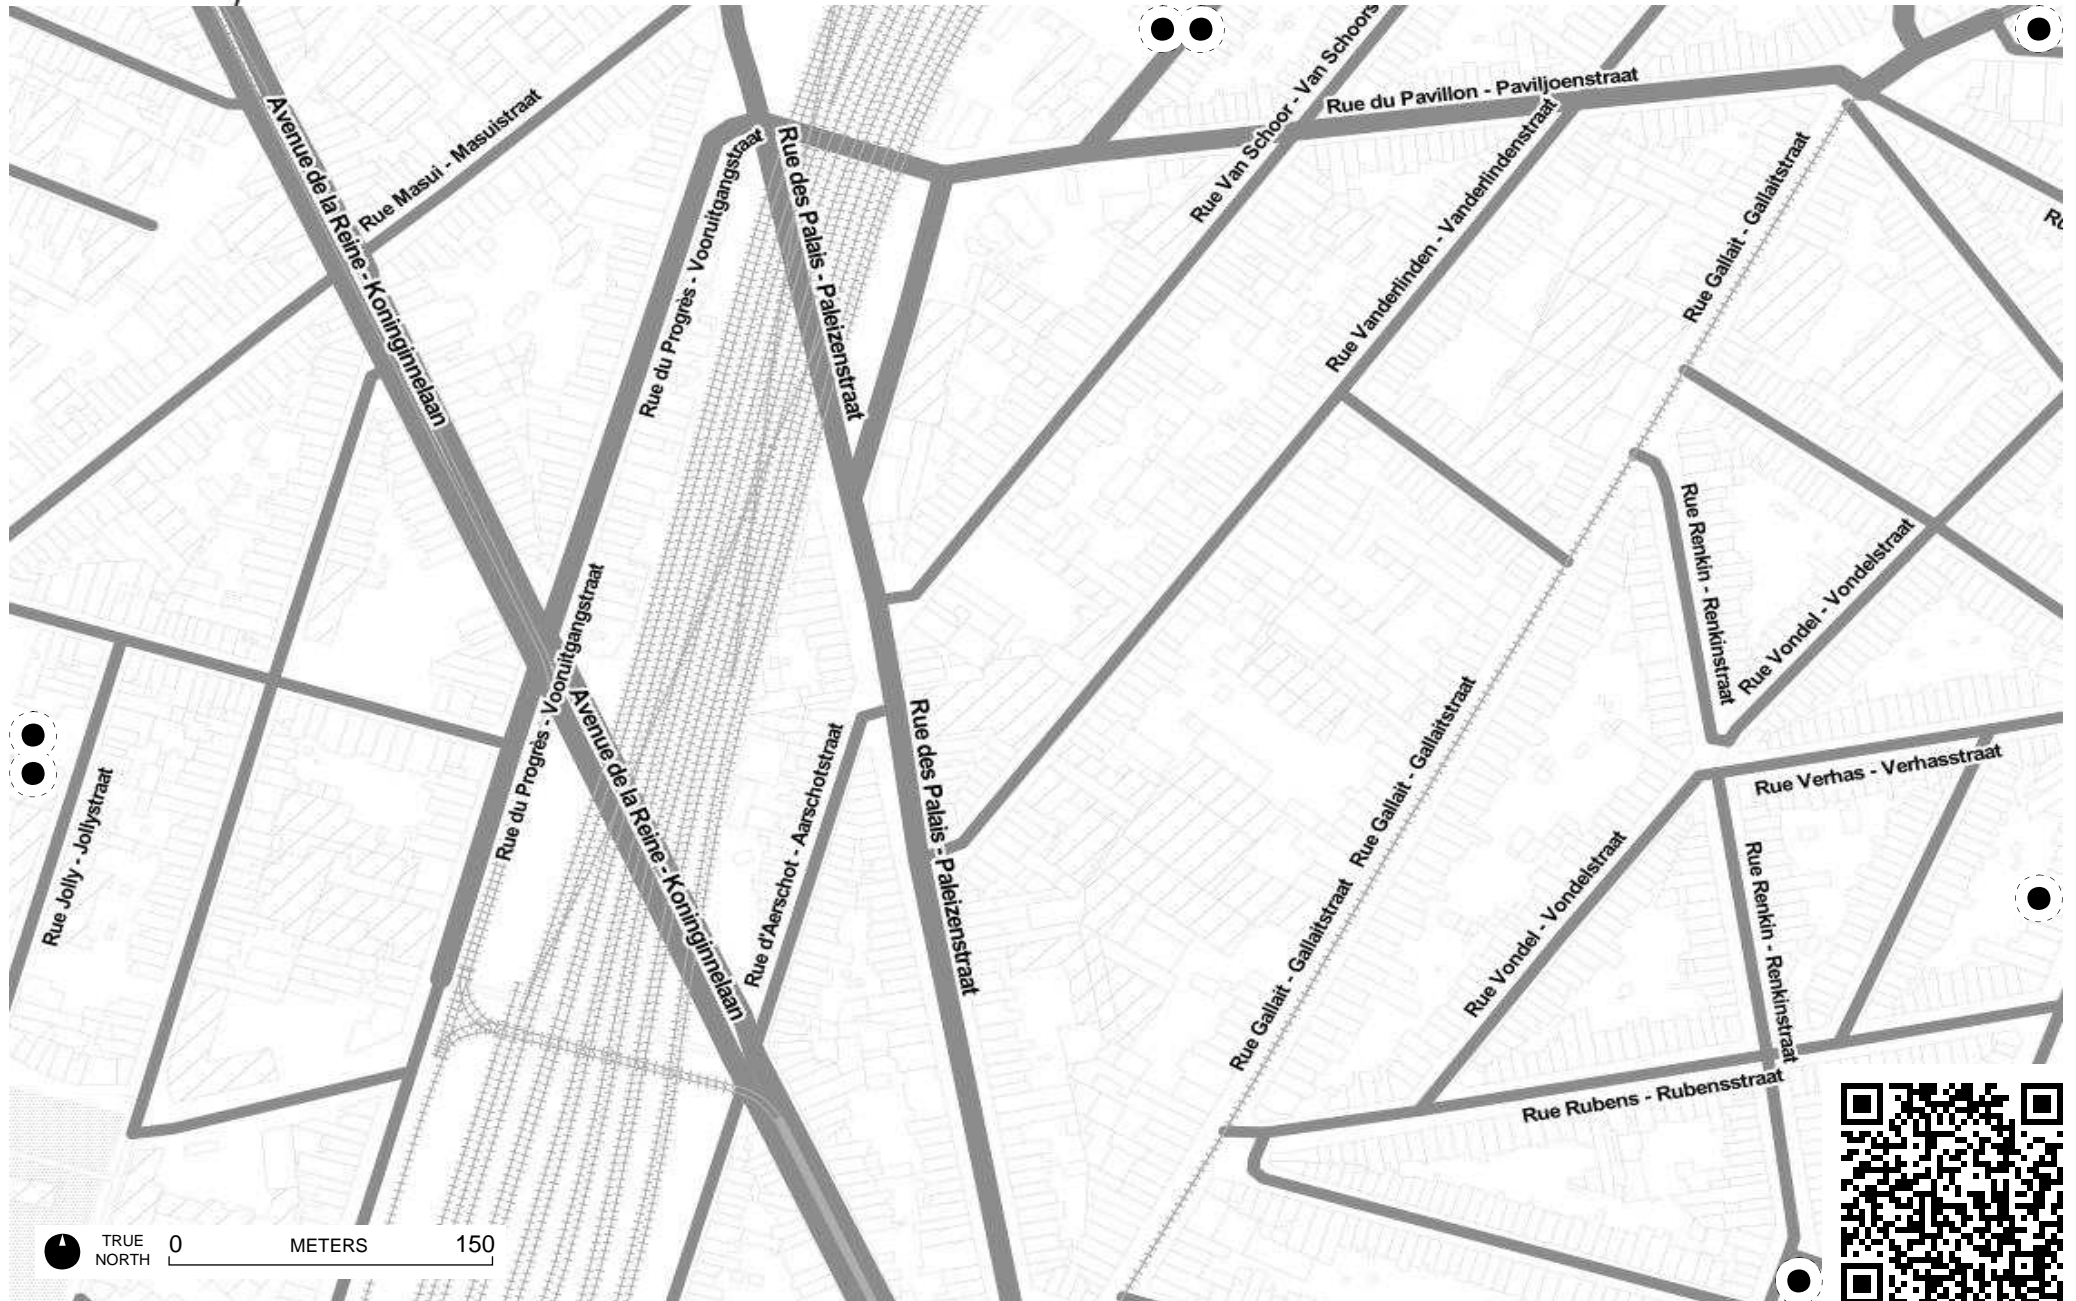 Avenue de la Reine - Koninginnelaan
Rue Masui - Masuistraat
Rue du Progrès - Vooruitgangstraat
Rue des Palais - Paleizenstraat
Rue Van Schoor - Van Schoors
Rue du Pavillon - Paviljoenstraat
Rue Vanderlinden - Vanderlindenstraat
Rue Gallait - Gallaitstraat
Rue Renkin - Renkinstraat
Rue Vondel - Vondelstraat
Rue du Progrès - Vooruitgangstraat
Avenue de la Reine - Koninginnelaan
Rue d'Aerschot - Aarschotstraat
Rue des Palais - Paleizenstraat
Rue Gallait - Gallaitstraat
Rue Gallait - Gallaitstraat
Rue Verhas - Verhasstraat
Rue Jolly - Jollystraat
Rue Vondel - Vondelstraat
Rue Renkin - Renkinstraat
Rue Rubens - Rubensstraat
TRUE
NORTH
0 METERS 150